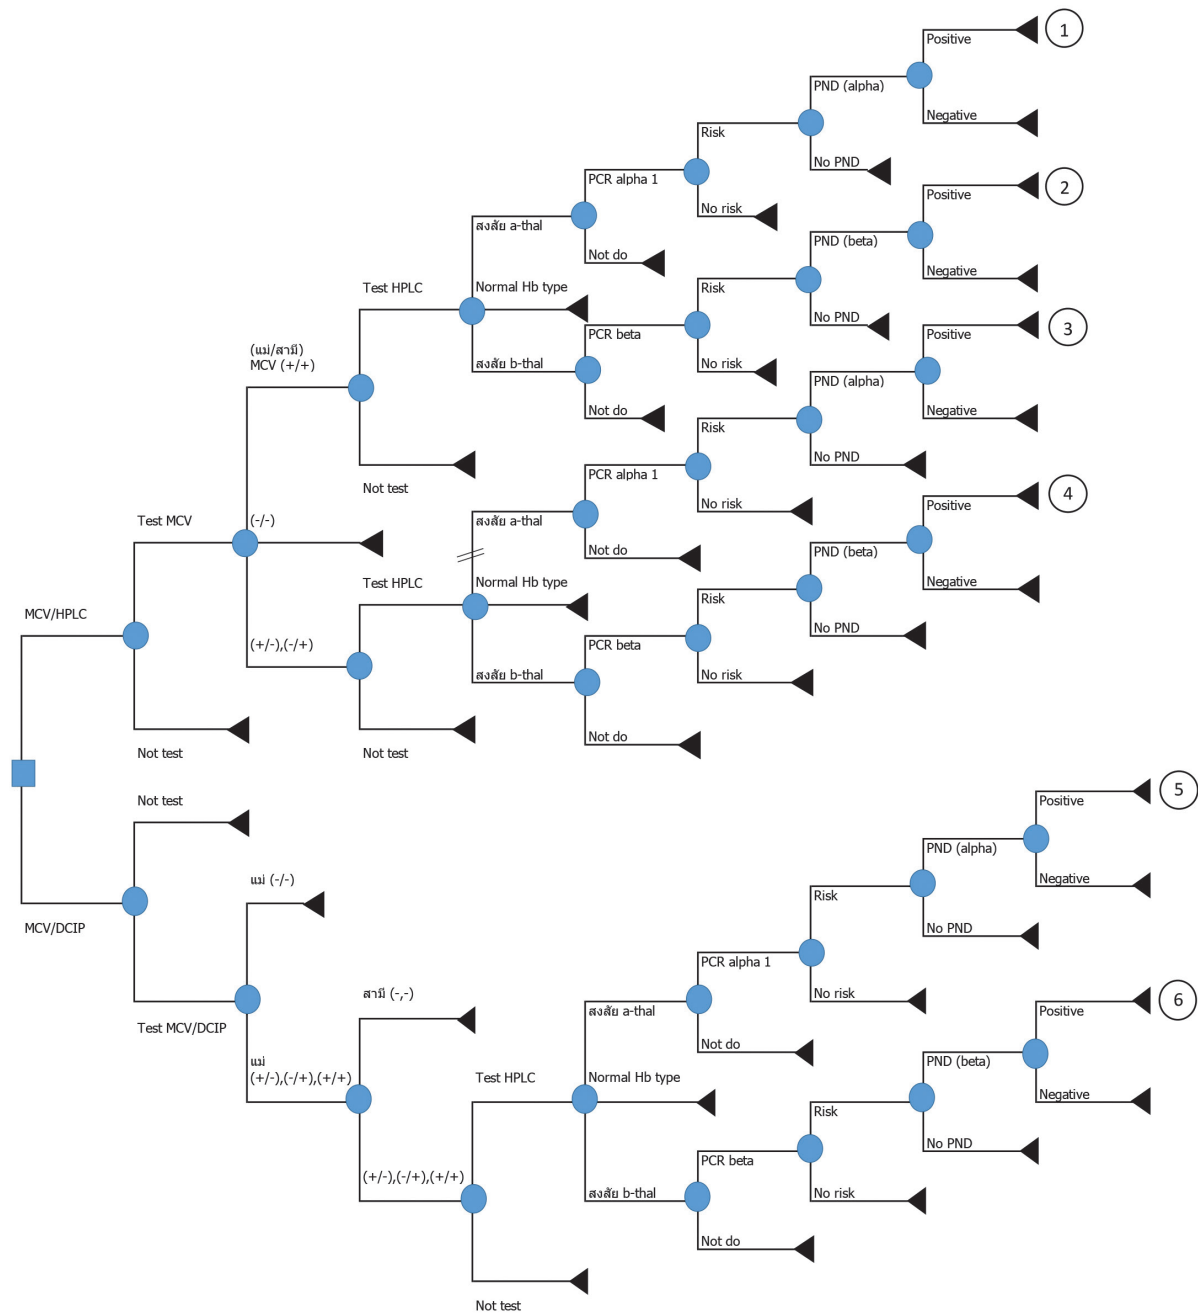 1
Positive
PND (alpha)
Negative
Risk
No PND
2
PCR alpha 1
Positive
No risk
สงสัย a-thal
PND (beta)
Not do
Negative
Test HPLC
Normal Hb type
Risk
No PND
3
PCR beta
Positive
(แม่/สามี)
MCV (+/+)
สงสัย b-thal
No risk
PND (alpha)
Not do
Negative
Risk
No PND
PCR alpha 1
Not test
No risk
4
Positive
Test MCV
(-/-)
สงสัย a-thal
Not do
PND (beta)
Test HPLC
Normal Hb type
Negative
Risk
MCV/HPLC
(+/-),(-/+)
PCR beta
No PND
สงสัย b-thal
No risk
Not do
Not test
Not test
Not test
5
Positive
PND (alpha)
แม่ (-/-)
Negative
Risk
MCV/DCIP
No PND
PCR alpha 1
สามี (-,-)
No risk
6
สงสัย a-thal
Positive
Test MCV/DCIP
Not do
แม่
(+/-),(-/+),(+/+)
PND (beta)
Test HPLC
Normal Hb type
Negative
Risk
No PND
PCR beta
(+/-),(-/+),(+/+)
สงสัย b-thal
No risk
Not do
Not test